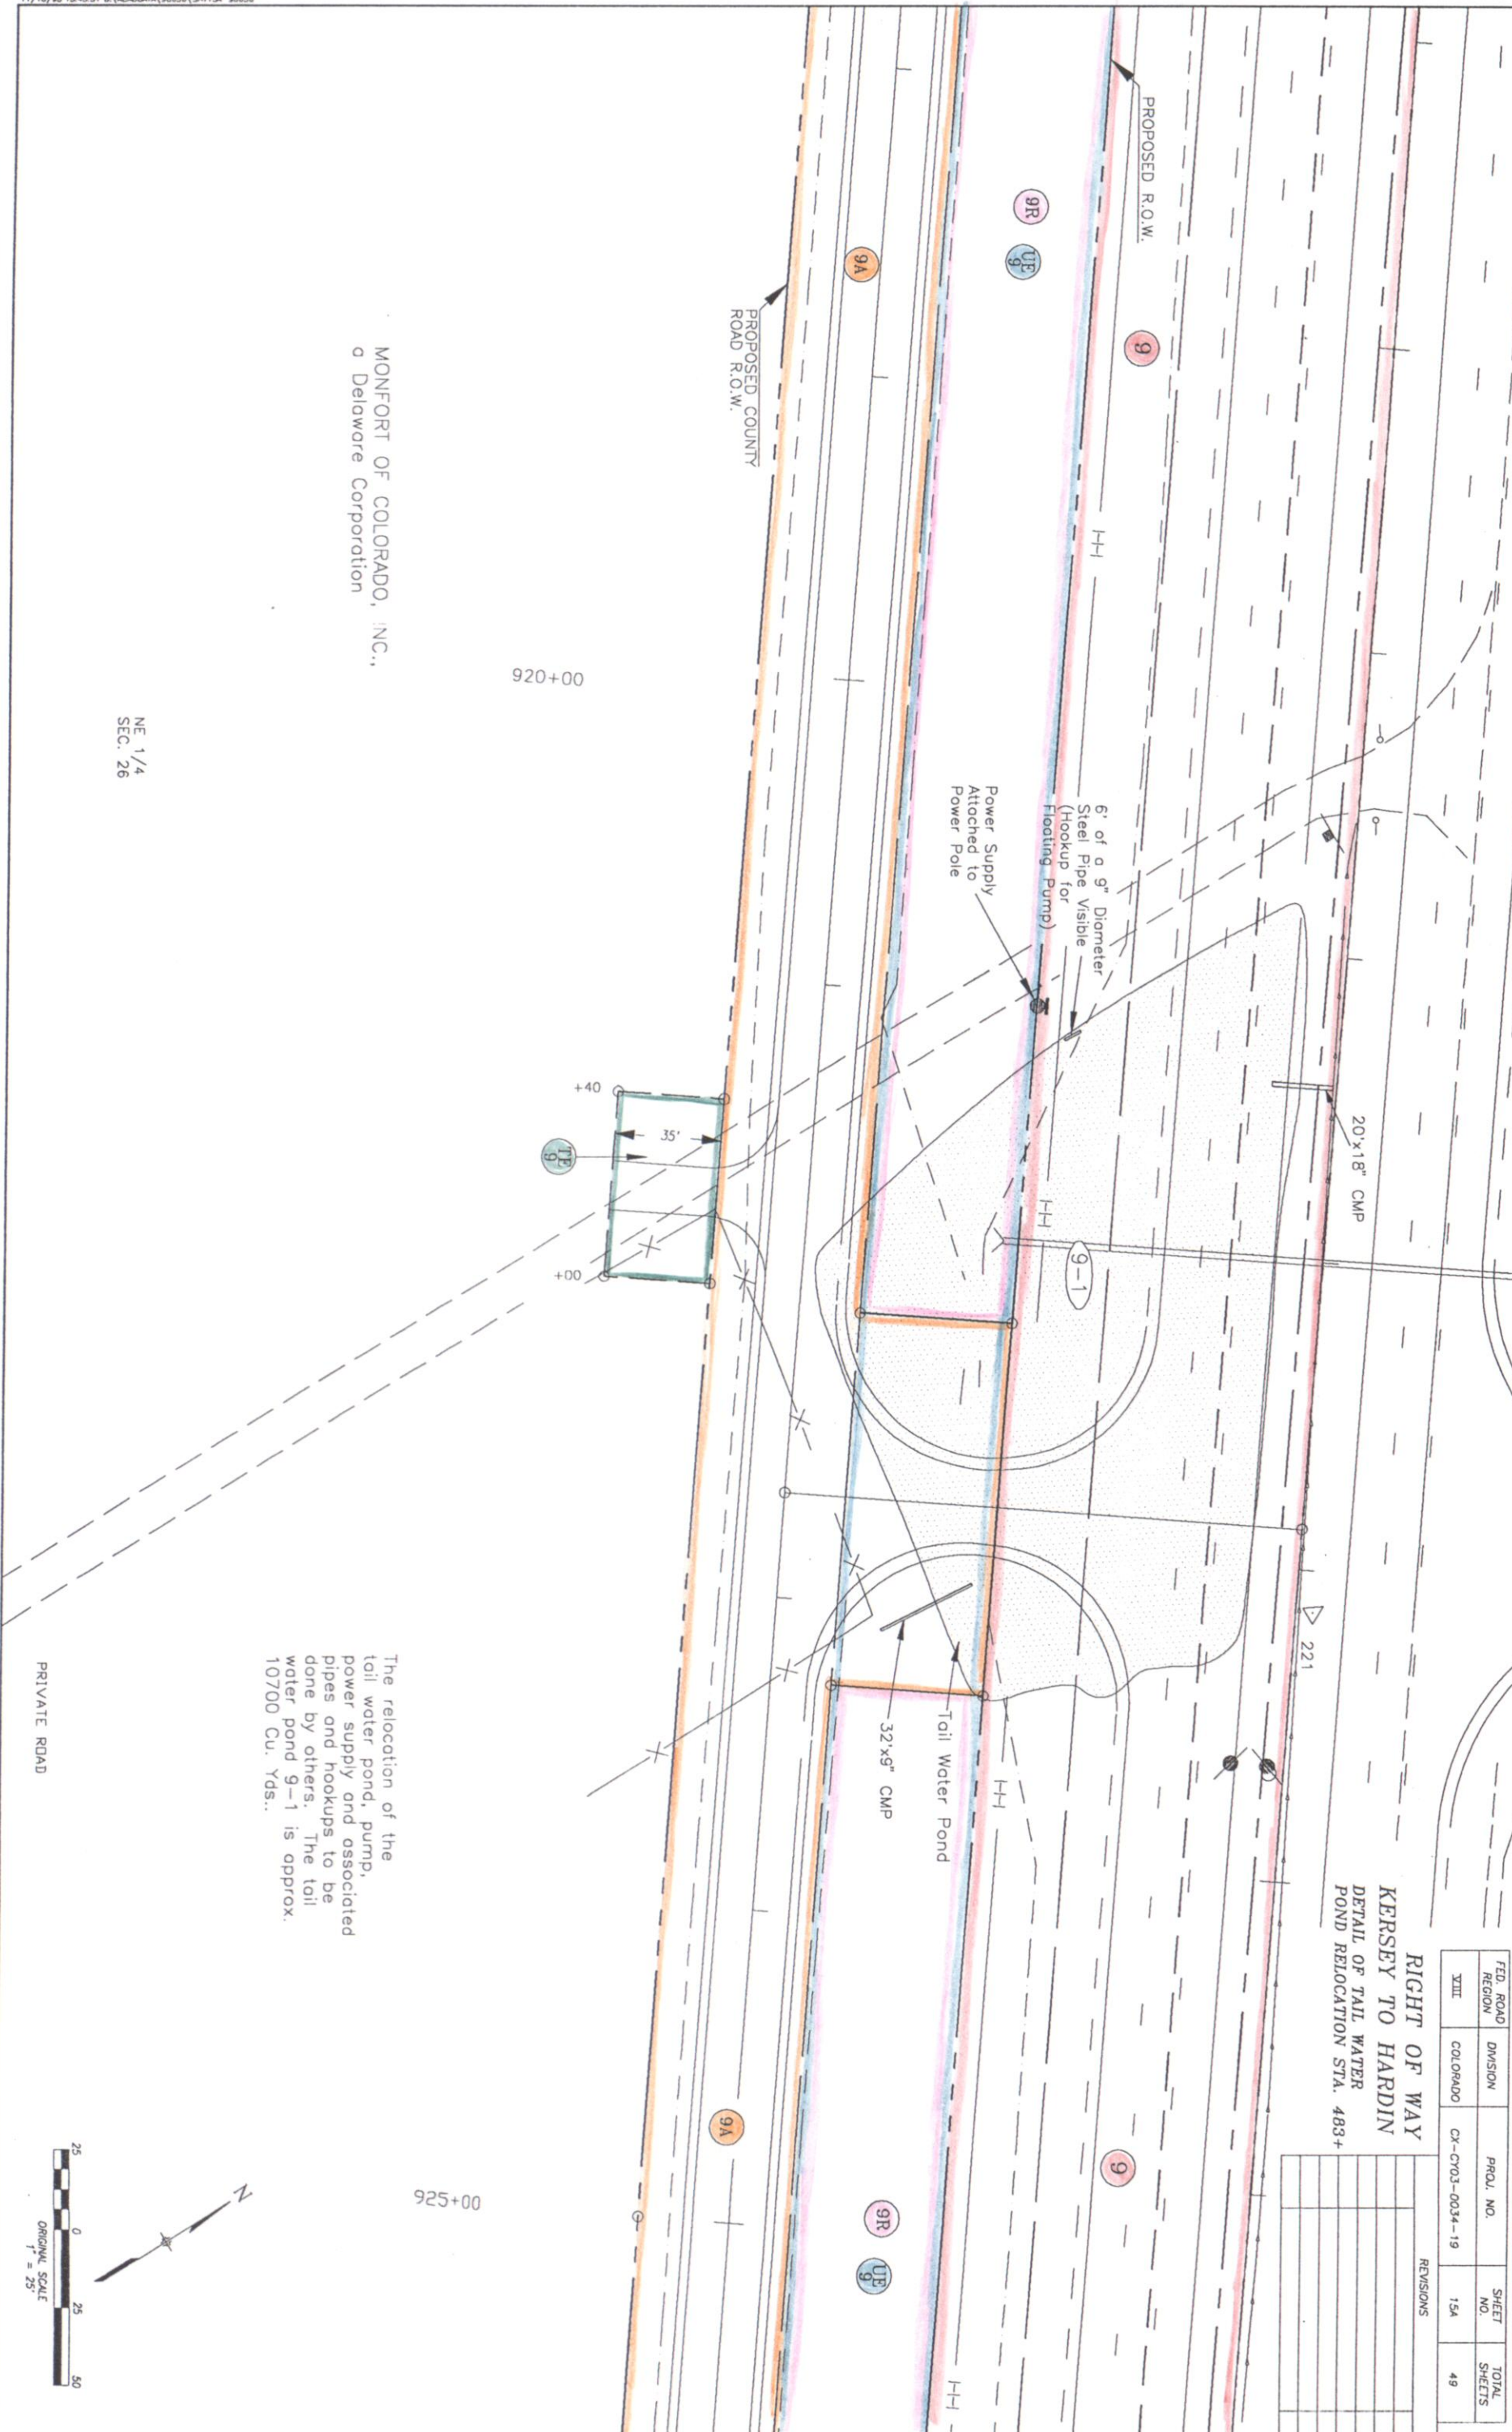 FED. ROAD
REGION
DIVISION
PROJ. NO.
SHEET
NO.
TOTAL
SHEETS
VIII
COLORADO
CX-CY03-0034-19
15A
49
REVISIONS
RIGHT OF WAY
KERSEY TO HARDIN
DETAIL OF TAIL WATER
POND RELOCATION STA. 483+
PROPOSED R.O.W.
9R
UE
9
9
9A
PROPOSED COUNTY
ROAD R.O.W.
MONFORT OF COLORADO, INC.,
a Delaware Corporation
NE 1/4
SEC. 26
920+00
6' of a 9" Diameter
Steel Pipe Visible
(Hookup for
Floating Pump)
Power Supply
Attached to
Power Pole
20'x18" CMP
9-1
+40
35'
TE
9
+00
221
Tail Water Pond
32'x9" CMP
The relocation of the
tail water pond, pump,
power supply and associated
pipes and hookups to be
done by others. The tail
water pond 9-1 is approx.
10700 Cu. Yds..
PRIVATE ROAD
9
9A
9R
UE
9
925+00
N
25
0
25
50
ORIGINAL SCALE
1" = 25'